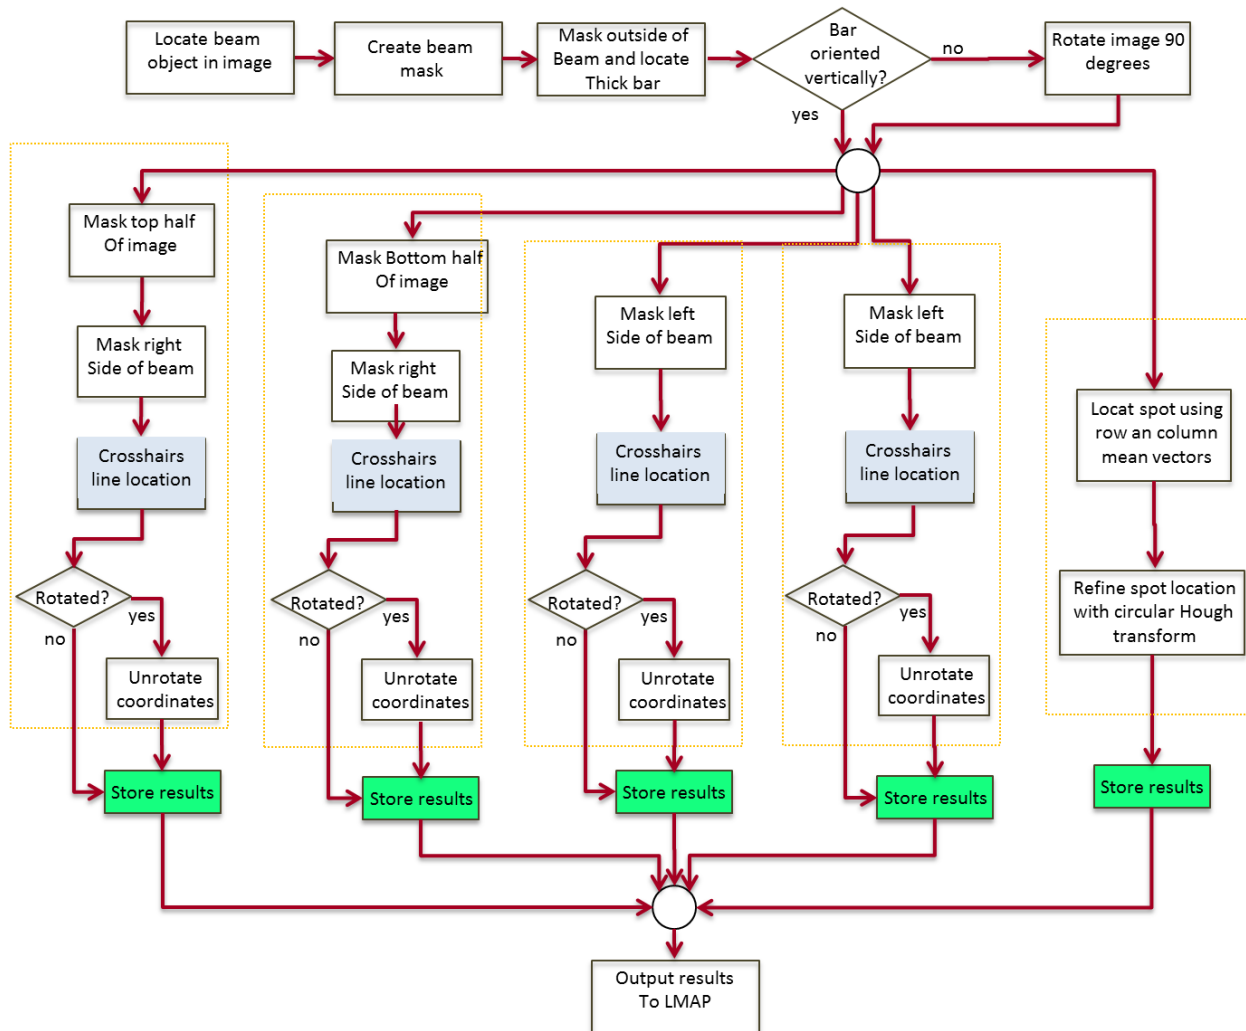 Locate beam
object in image
Create beam
mask
Mask outside of
Beam and locate
Thick bar
Bar
oriented
vertically?
no
Rotate image 90
degrees
yes
Mask top half
Of image
Mask right
Side of beam
Crosshairs
line location
Rotated?
yes
no
Unrotate
coordinates
Store results
Mask Bottom half
Of image
Mask right
Side of beam
Crosshairs
line location
Rotated?
yes
no
Unrotate
coordinates
Store results
Mask left
Side of beam
Crosshairs
line location
Rotated?
yes
no
Unrotate
coordinates
Store results
Mask left
Side of beam
Crosshairs
line location
Rotated?
yes
no
Unrotate
coordinates
Store results
Locat spot using
row an column
mean vectors
Refine spot location
with circular Hough
transform
Store results
Output results
To LMAP